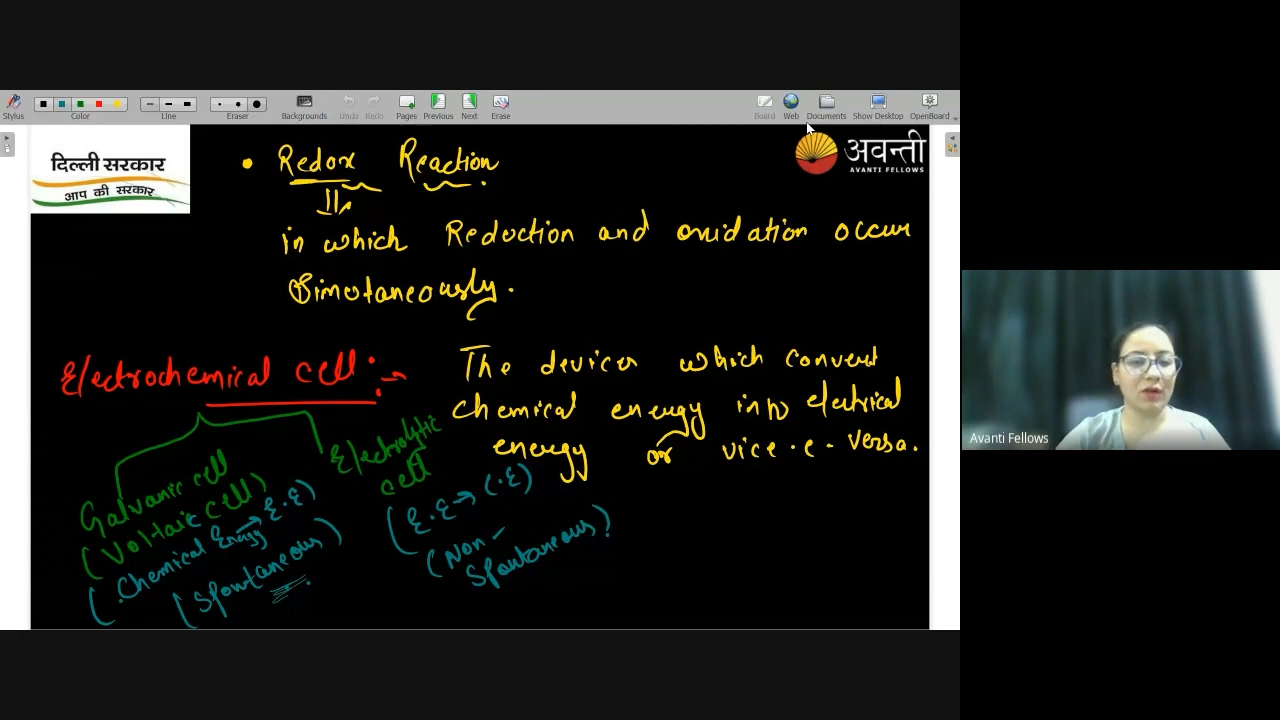 Stylus Color Line Eraser Backgrounds Undo Redo Pages Previous Next Erase Board Web Documents Show Desktop OpenBoard
दिल्ली सरकार
आप की सरकार
अवन्ती
AVANTI FELLOWS
• Redox Reaction
in which Reduction and oxidation occur
Simutaneously.
Electrochemical cell :-
The devices which convert
chemical energy into electrical
energy or vice-e-versa.
Galvanic cell
(Voltaic cell)
(Chemical Energy → E.E)
(Spontaneous)
Electrolytic
cell
(E.E → C.E)
(Non-
Spontaneous)
Avanti Fellows